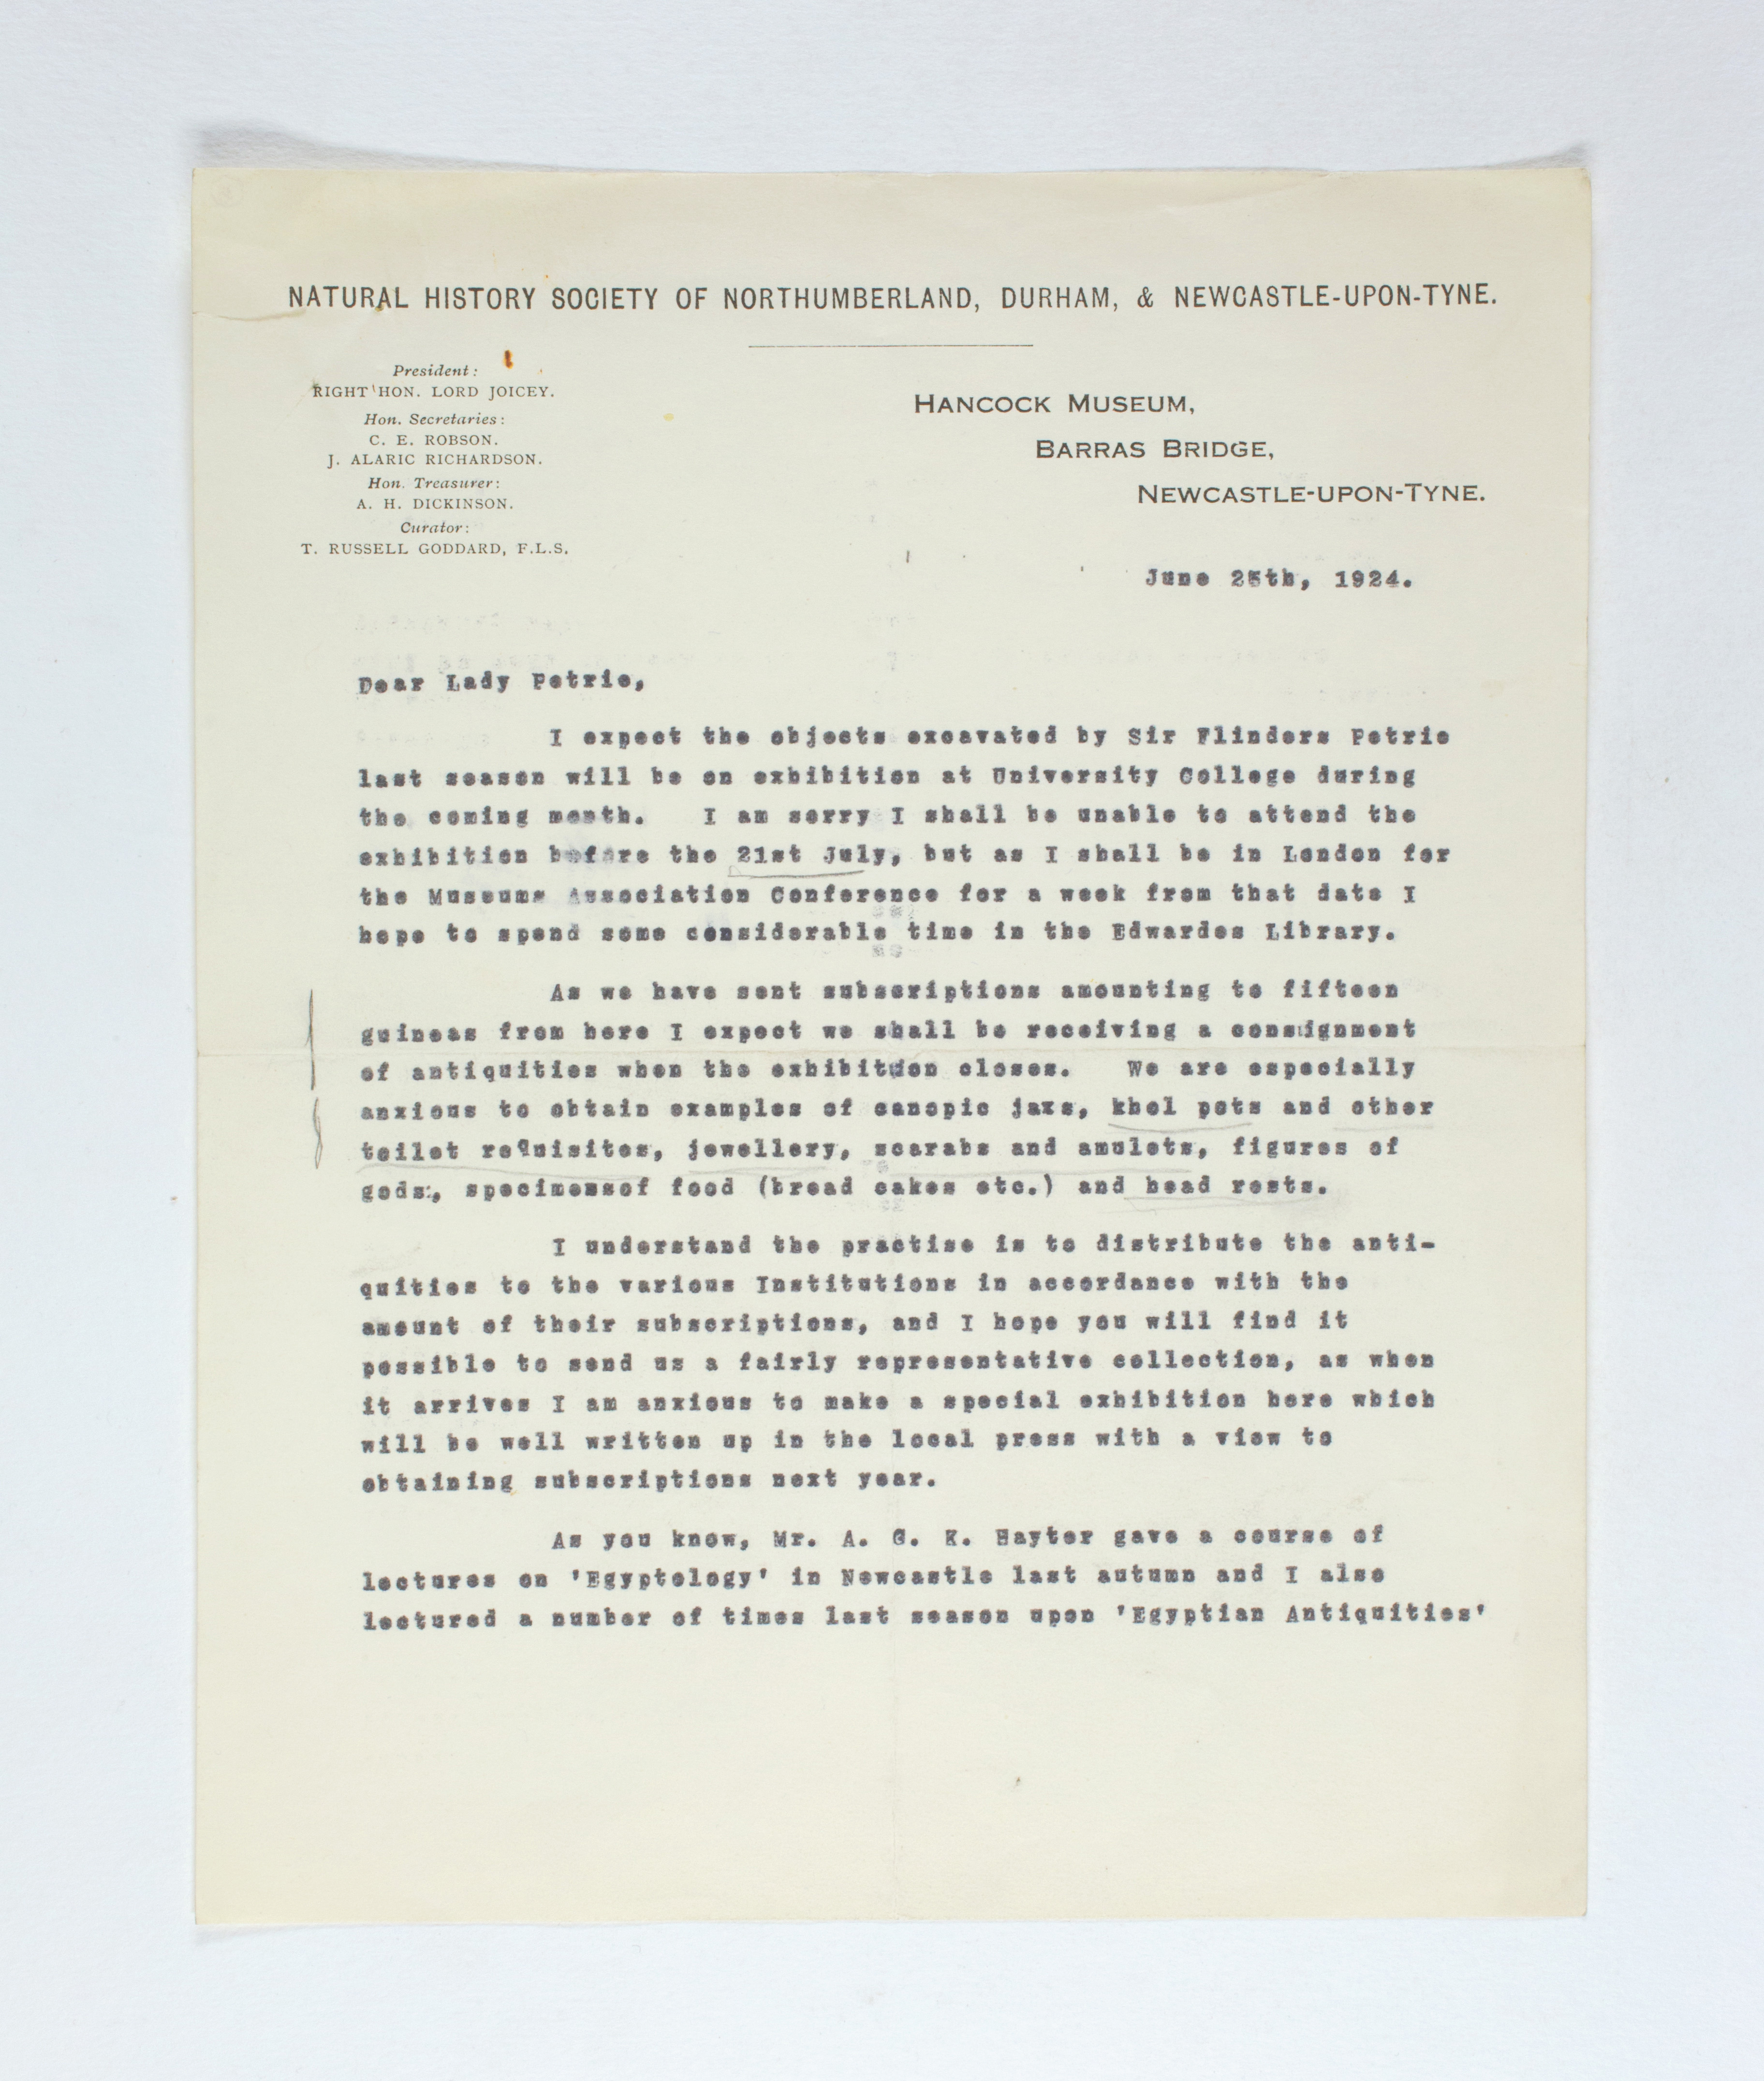 NATURAL HISTORY SOCIETY OF NORTHUMBERLAND, DURHAM, & NEWCASTLE-UPON-TYNE.
President:
RIGHT HON. LORD JOICEY.
Hon. Secretaries:
C. E. ROBSON.
J. ALARIC RICHARDSON.
Hon. Treasurer:
A. H. DICKINSON.
Curator:
T. RUSSELL GODDARD, F.L.S.
HANCOCK MUSEUM,
BARRAS BRIDGE,
NEWCASTLE-UPON-TYNE.
June 25th, 1924.
Dear Lady Petrie,
I expect the objects excavated by Sir Flinders Petrie
last season will be on exhibition at University College during
the coming month. I am sorry I shall be unable to attend the
exhibition before the 21st July, but as I shall be in London for
the Museums Association Conference for a week from that date I
hope to spend some considerable time in the Edwardes Library.
As we have sent subscriptions amounting to fifteen
guineas from here I expect we shall be receiving a consignment
of antiquities when the exhibition closes. We are especially
anxious to obtain examples of canopic jars, khol pots and other
toilet requisites, jewellery, scarabs and amulets, figures of
gods, specimensof food (bread cakes etc.) and head rests.
I understand the practise is to distribute the anti-
quities to the various Institutions in accordance with the
amount of their subscriptions, and I hope you will find it
possible to send us a fairly representative collection, as when
it arrives I am anxious to make a special exhibition here which
will be well written up in the local press with a view to
obtaining subscriptions next year.
As you know, Mr. A. G. K. Hayter gave a course of
lectures on 'Egyptology' in Newcastle last autumn and I also
lectured a number of times last season upon 'Egyptian Antiquities'